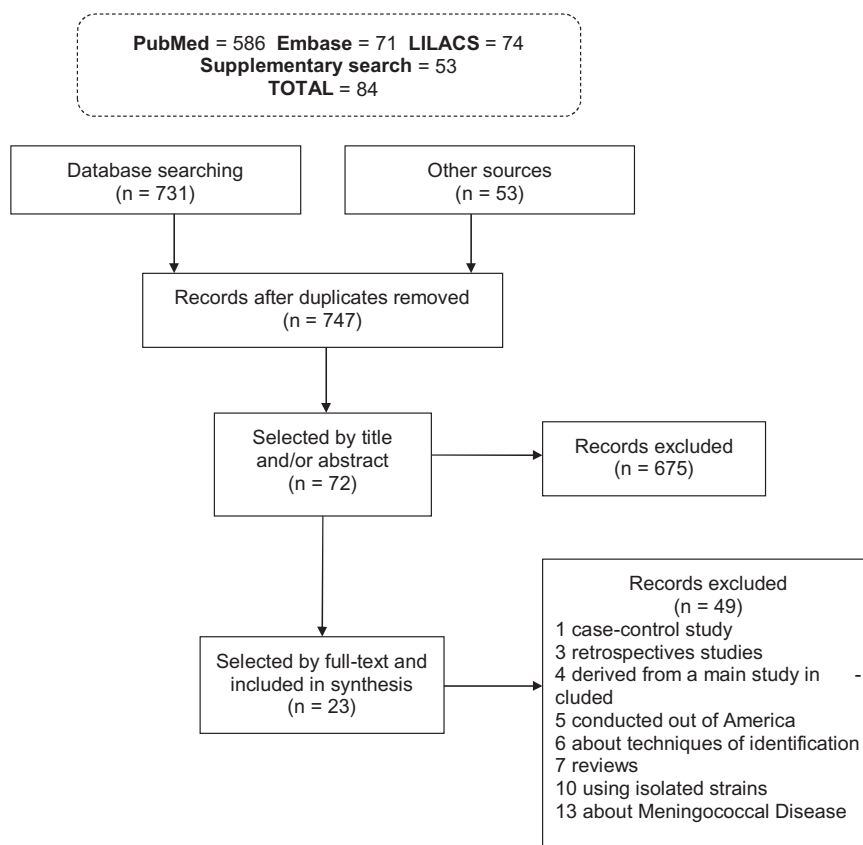 PubMed = 586 Embase = 71 LILACS = 74
Supplementary search = 53
TOTAL = 84
Database searching
(n = 731)
Other sources
(n = 53)
Records after duplicates removed
(n = 747)
Selected by title
and/or abstract
(n = 72)
Records excluded
(n = 675)
Selected by full-text and
included in synthesis
(n = 23)
Records excluded
(n = 49)
1 case-control study
3 retrospectives studies
4 derived from a main study in -
cluded
5 conducted out of America
6 about techniques of identification
7 reviews
10 using isolated strains
13 about Meningococcal Disease